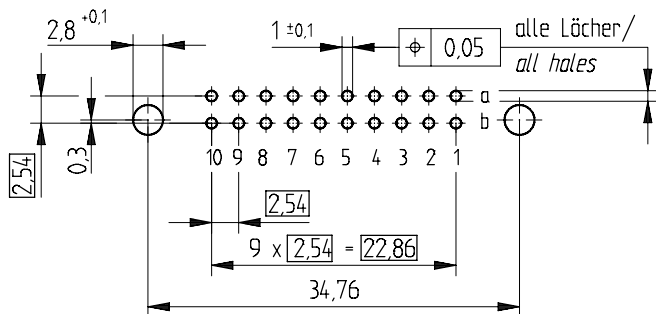 2,8 +0,1
1 ±0,1
⌖ 0,05
alle Löcher/
all holes
a
b
2,54
0,3
10 9 8 7 6 5 4 3 2 1
2,54
9 x 2,54 = 22,86
34,76